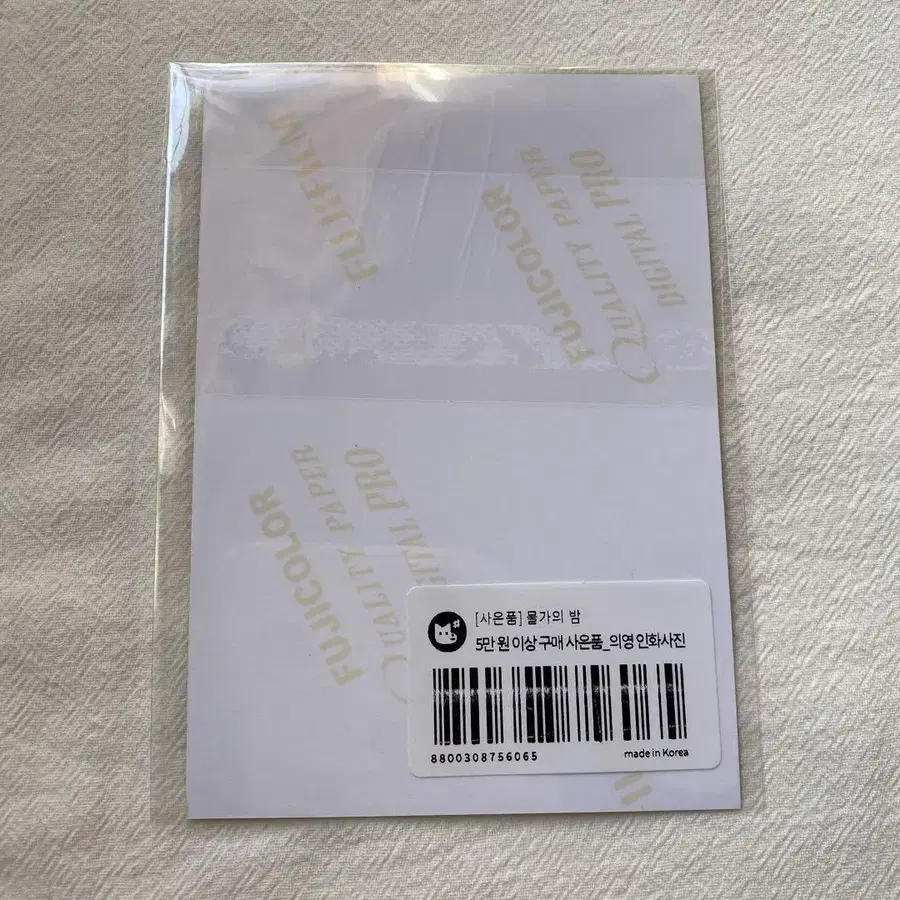 FUJIFILM
FUJICOLOR
QUALITY PAPER
DIGITAL PRO
FUJICOLOR
QUALITY PAPER
DIGITAL PRO
[사은품] 물가의 밤
5만 원 이상 구매 사은품_의영 인화사진
8800308756065
made in Korea